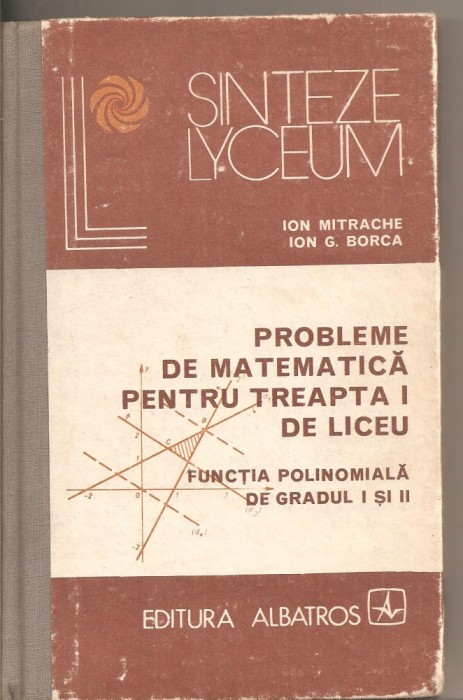 SINTEZE
LYCEUM
ION MITRACHE
ION G. BORCA
PROBLEME
DE MATEMATICĂ
PENTRU TREAPTA I
DE LICEU
FUNCȚIA POLINOMIALĂ
DE GRADUL I ȘI II
EDITURA ALBATROS